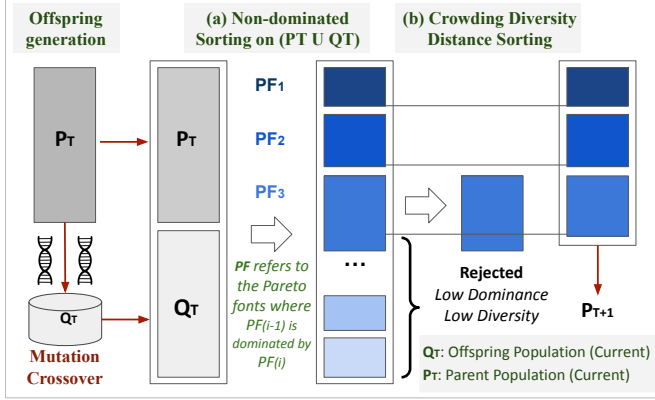 Offspring
generation
(a) Non-dominated
Sorting on (PT U QT)
(b) Crowding Diversity
Distance Sorting
PT
PT
PF1
PF2
PF3
QT
QT
Mutation
Crossover
PF refers to
the Pareto
fonts where
PF(i-1) is
dominated by
PF(i)
...
Rejected
Low Dominance
Low Diversity
PT+1
QT: Offspring Population (Current)
PT: Parent Population (Current)